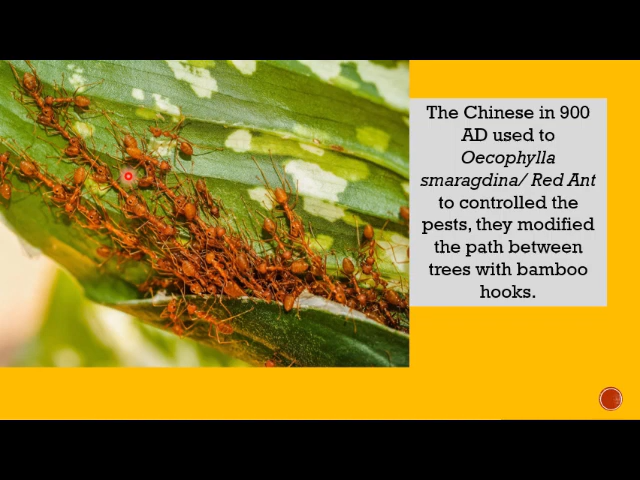 The Chinese in 900
AD used to
Oecophylla
smaragdina/ Red Ant
to controlled the
pests, they modified
the path between
trees with bamboo
hooks.